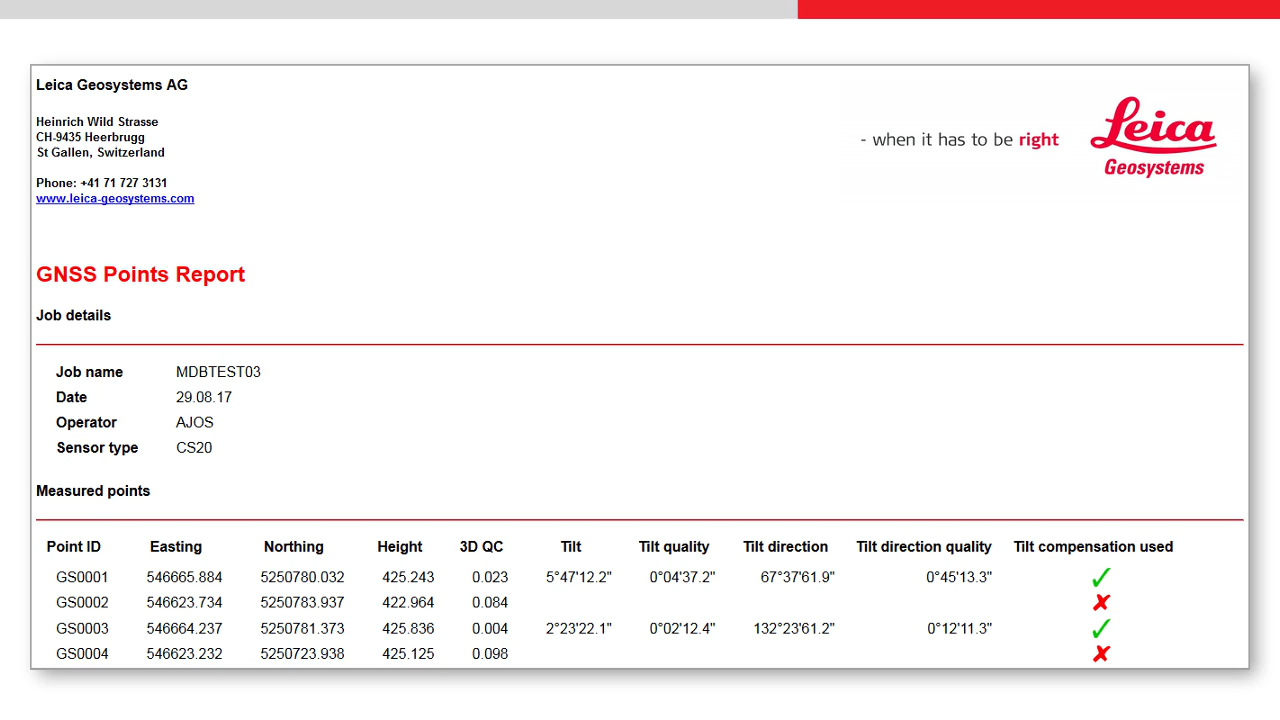 Leica Geosystems AG
Heinrich Wild Strasse
CH-9435 Heerbrugg
St Gallen, Switzerland
Phone: +41 71 727 3131
www.leica-geosystems.com
- when it has to be right
Leica
Geosystems
GNSS Points Report
Job details
Job name MDBTEST03
Date 29.08.17
Operator AJOS
Sensor type CS20
Measured points
Point ID Easting Northing Height 3D QC Tilt Tilt quality Tilt direction Tilt direction quality Tilt compensation used
GS0001 546665.884 5250780.032 425.243 0.023 5°47'12.2" 0°04'37.2" 67°37'61.9" 0°45'13.3" ✓
GS0002 546623.734 5250783.937 422.964 0.084 ✘
GS0003 546664.237 5250781.373 425.836 0.004 2°23'22.1" 0°02'12.4" 132°23'61.2" 0°12'11.3" ✓
GS0004 546623.232 5250723.938 425.125 0.098 ✘